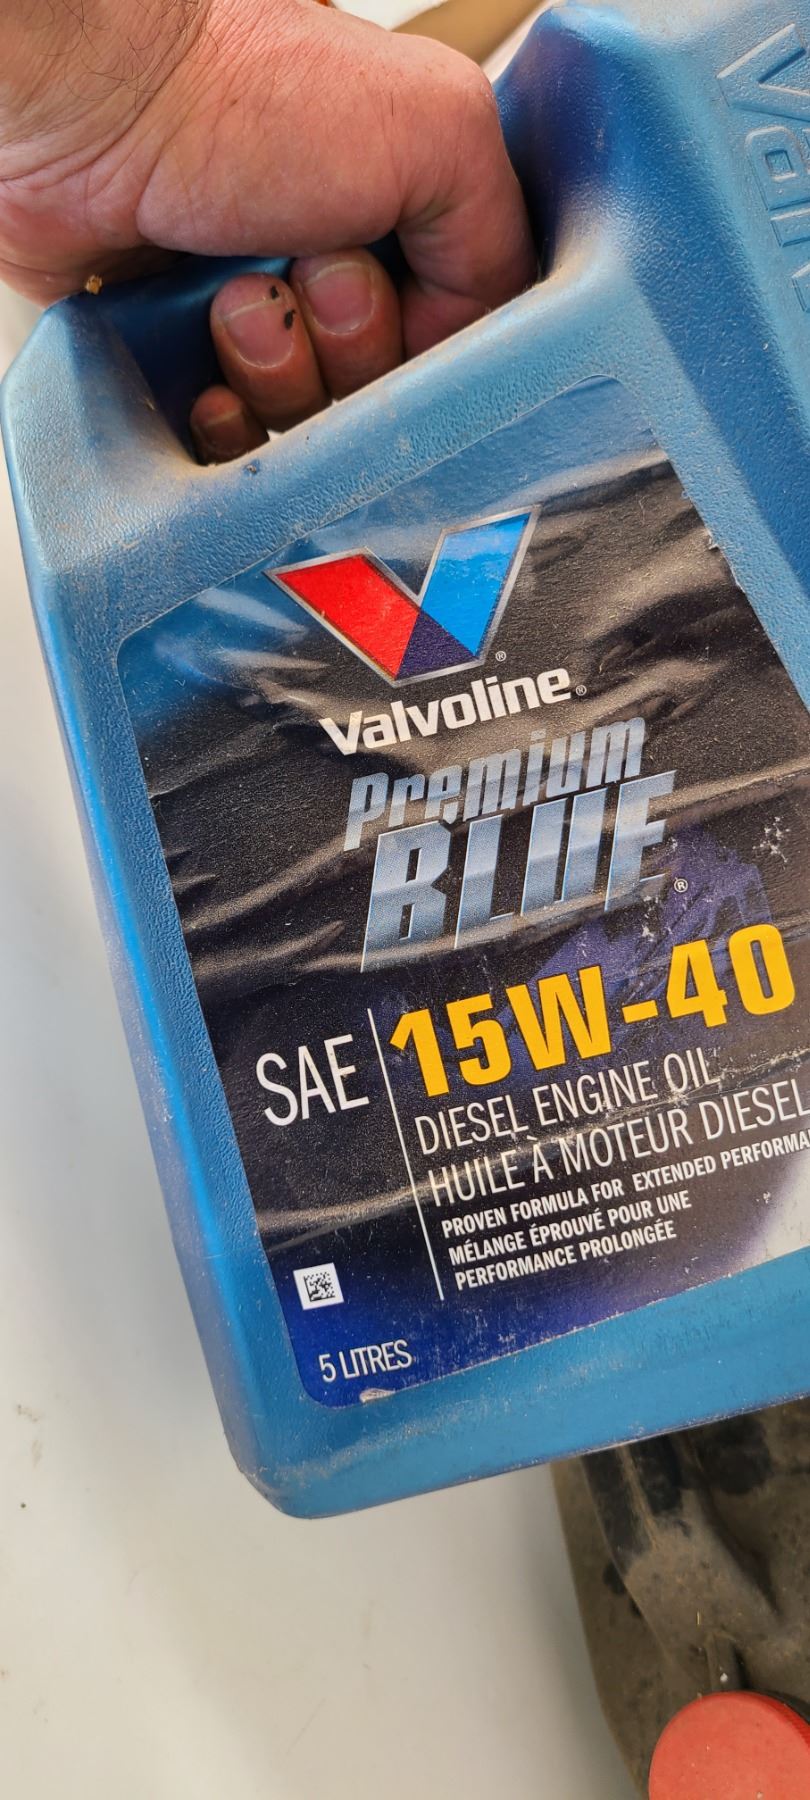 Valvoline®
Premium
BLUE®
SAE
15W-40
DIESEL ENGINE OIL
HUILE À MOTEUR DIESEL
PROVEN FORMULA FOR EXTENDED
MÉLANGE ÉPROUVÉ POUR UNE
PERFORMANCE PROLONGÉE
5 LITRES